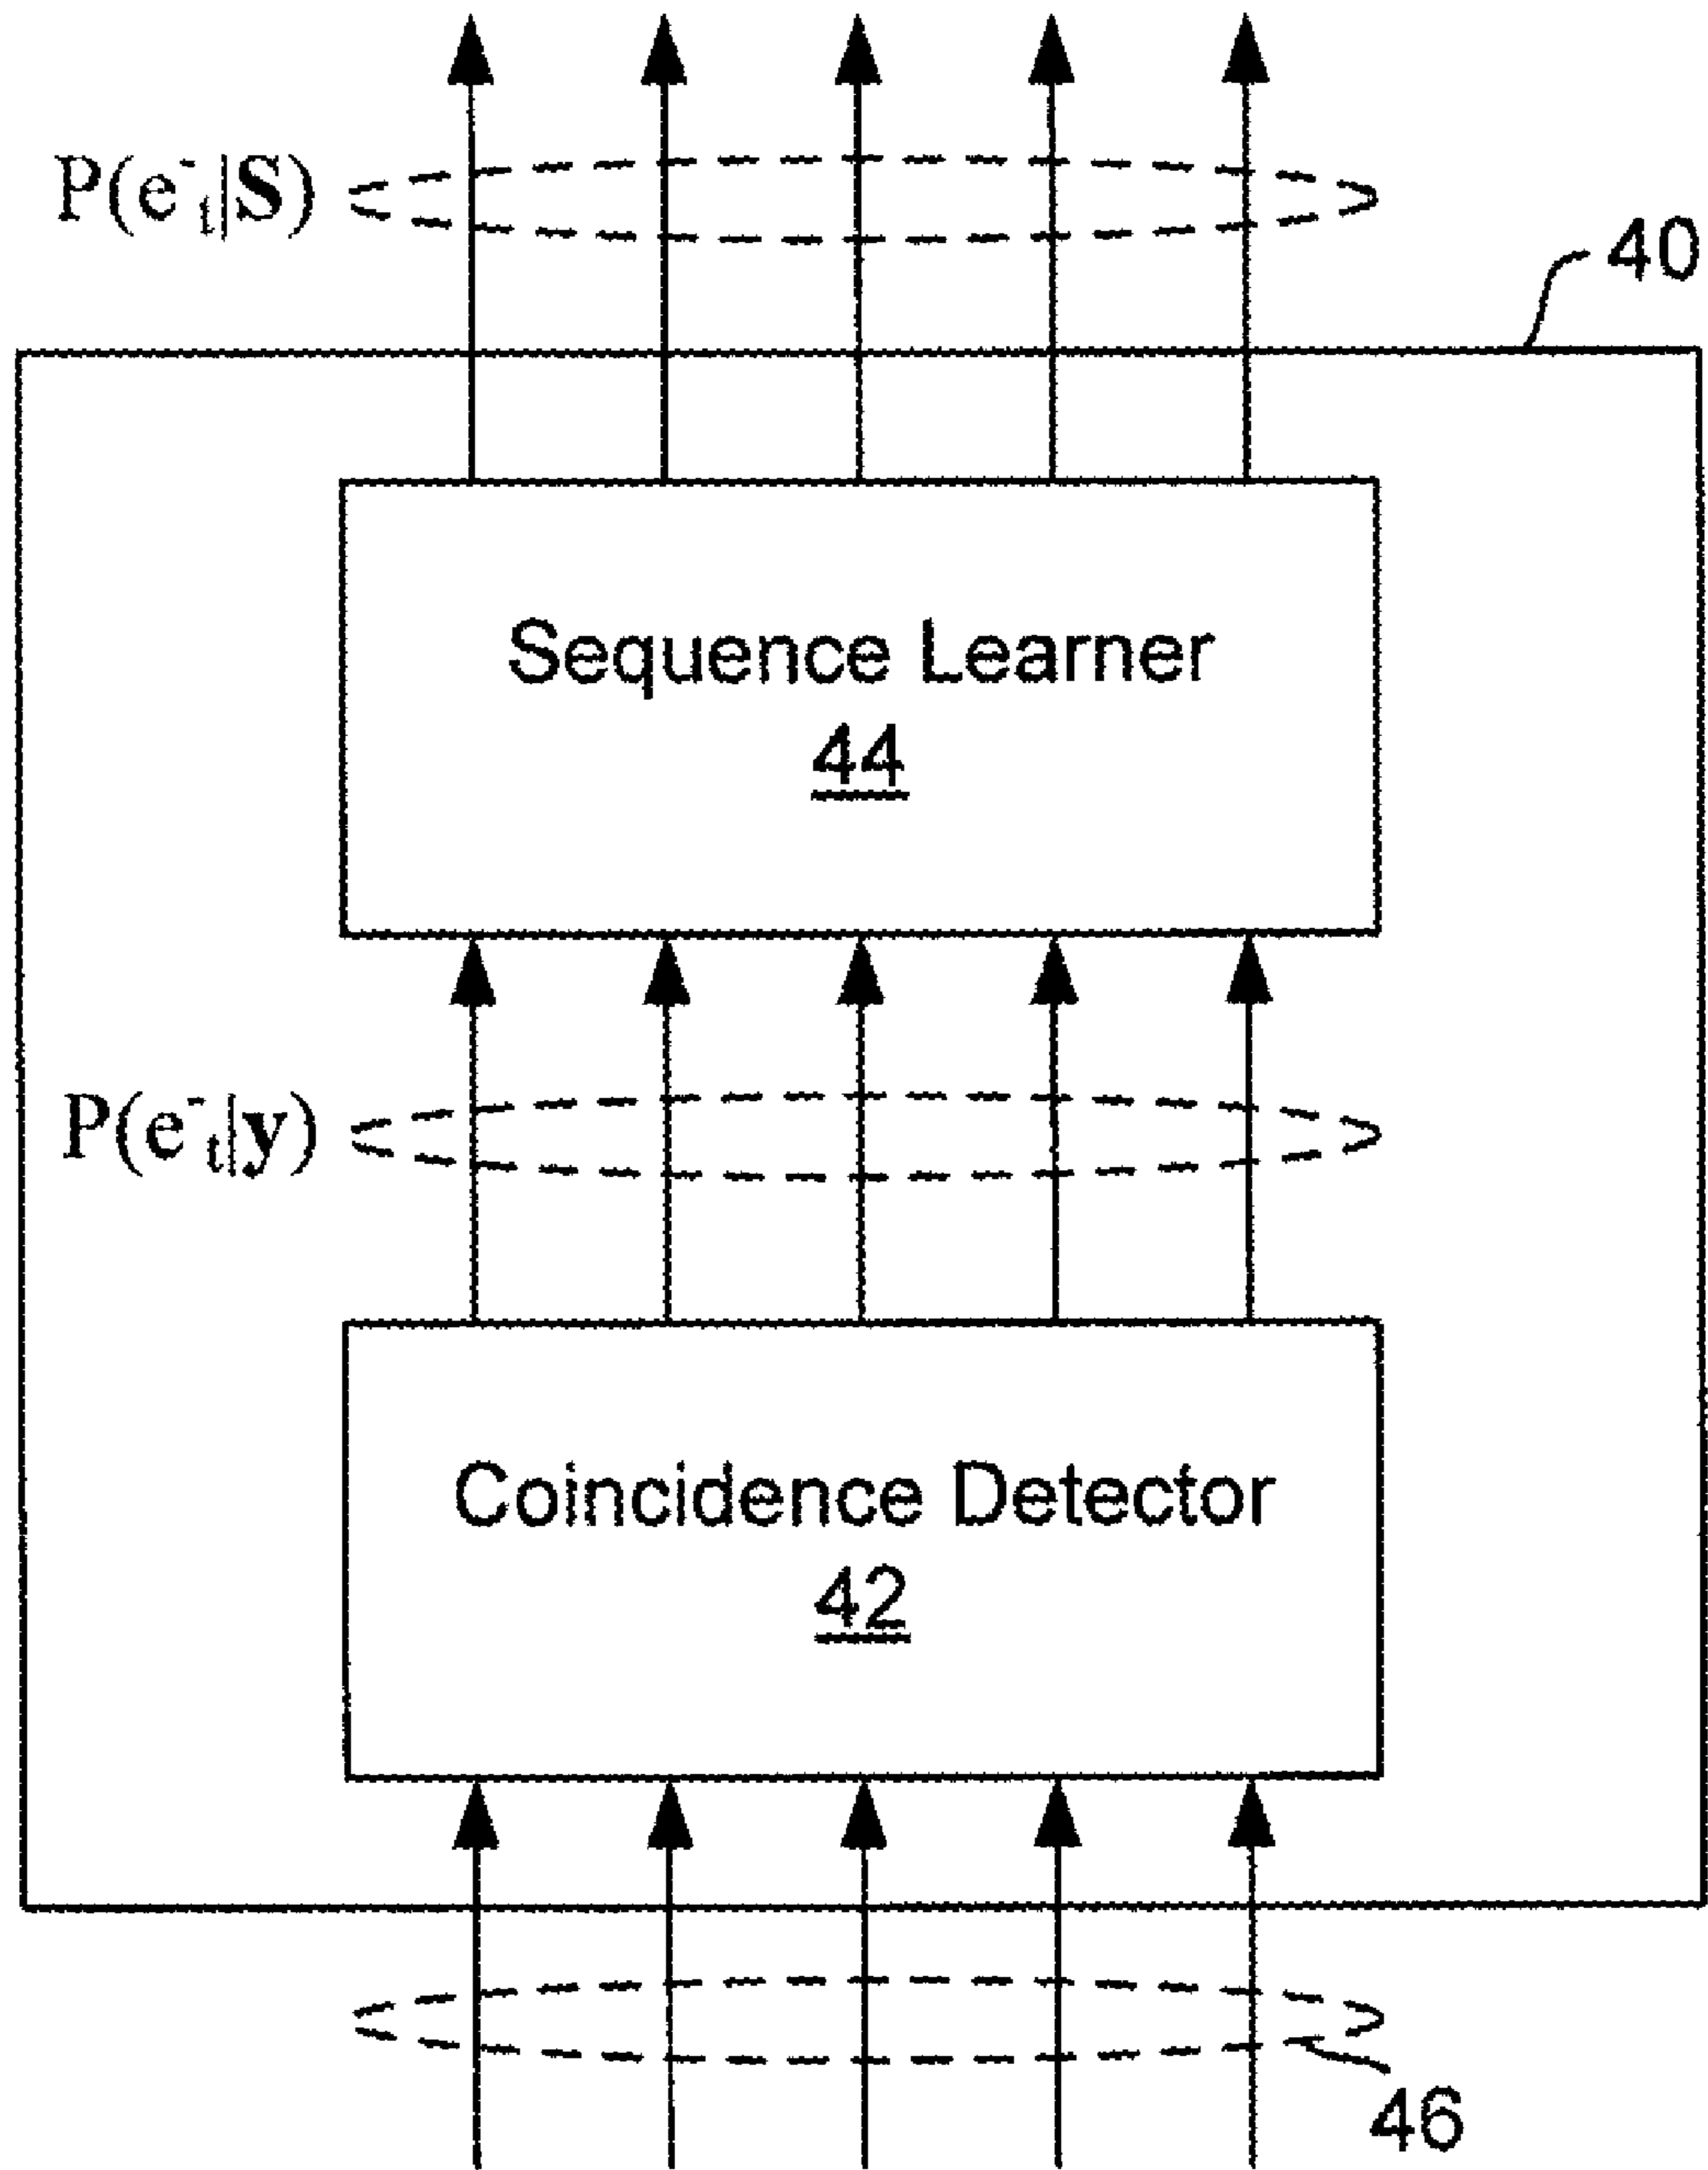 P(e⁻ₜ|S)
40
Sequence Learner
44
P(e⁻ₜ|y)
Coincidence Detector
42
46